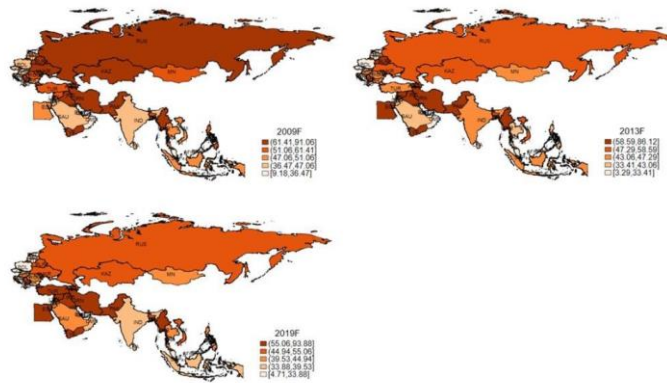 RUS
KAZ
MN
TUR
SAU
IND
2009F
(61.41,91.06]
(51.06,61.41]
(47.06,51.06]
(36.47,47.06]
[9.18,36.47]
RUS
KAZ
MN
TUR
SAU
IND
2013F
(58.59,86.12]
(47.29,58.59]
(43.06,47.29]
(33.41,43.06]
[3.29,33.41]
RUS
KAZ
MN
SAU
IND
2019F
(55.06,93.88]
(44.94,55.06]
(39.53,44.94]
(33.88,39.53]
[4.71,33.88]